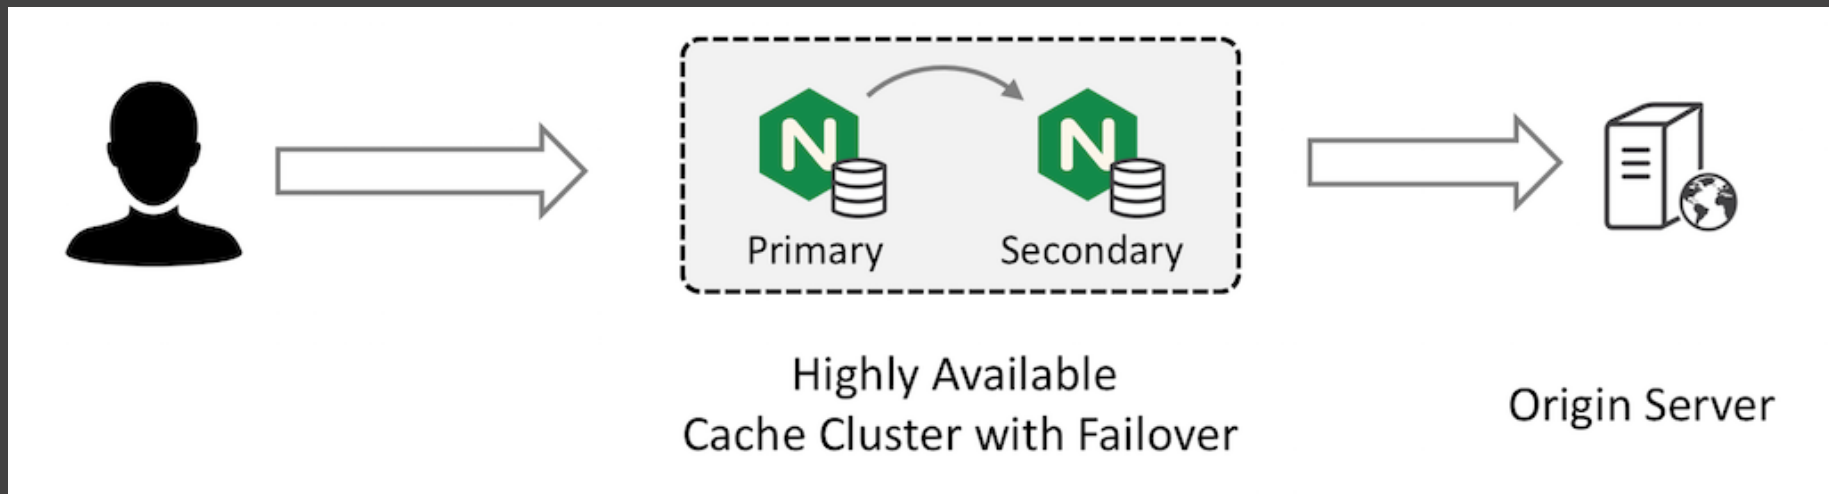 N
N
Primary
Secondary
Highly Available
Cache Cluster with Failover
Origin Server